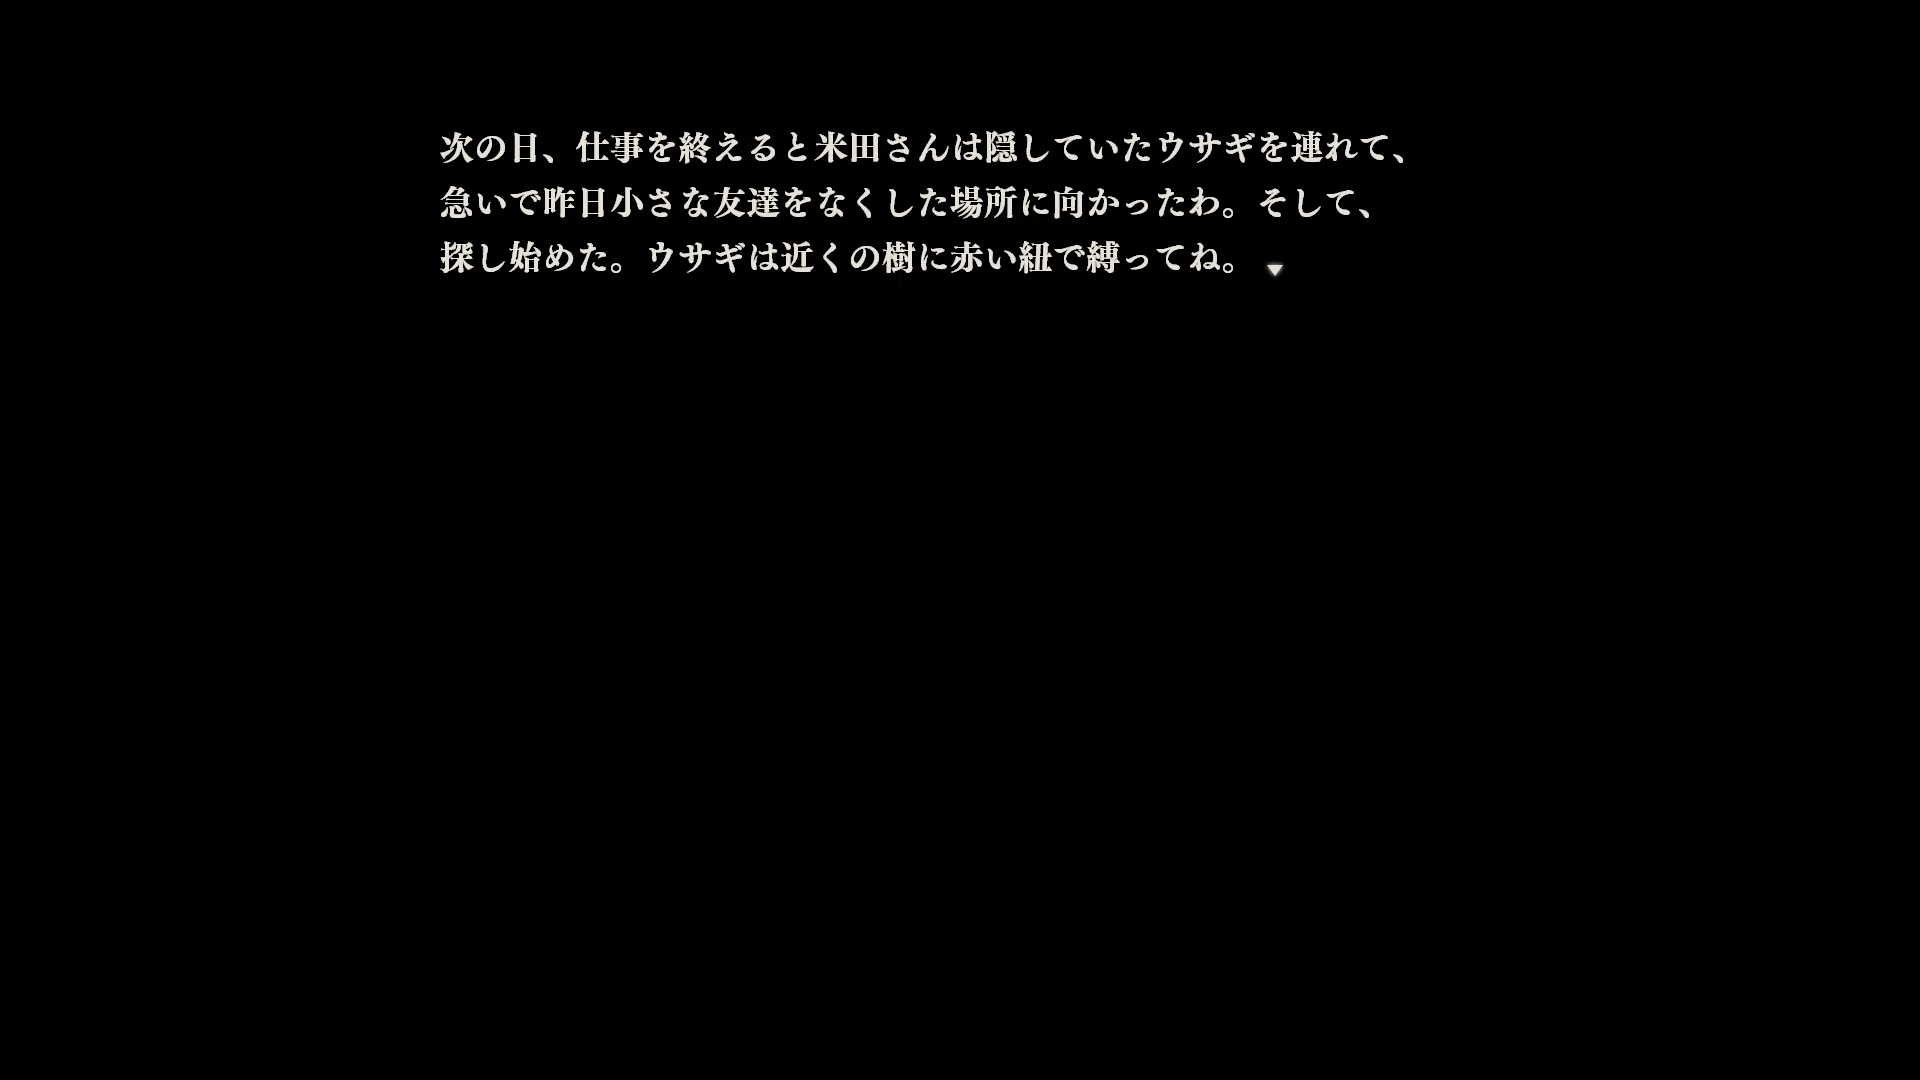 次の日、仕事を終えると米田さんは隠していたウサギを連れて、
急いで昨日小さな友達をなくした場所に向かったわ。そして、
探し始めた。ウサギは近くの樹に赤い紐で縛ってね。